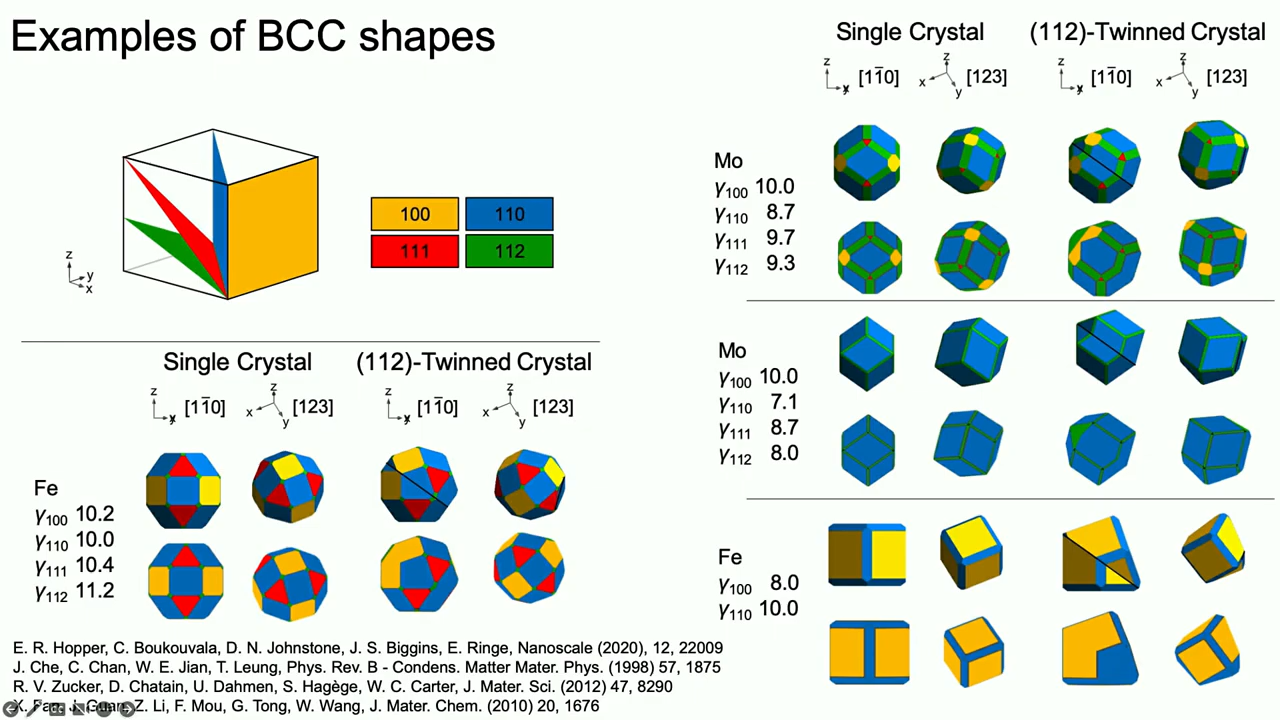 Examples of BCC shapes
z
y
x
100 110
111 112
Single Crystal (112)-Twinned Crystal
z [11̄0] z x y [123] z [11̄0] z x y [123]
Fe
γ100 10.2
γ110 10.0
γ111 10.4
γ112 11.2
Single Crystal (112)-Twinned Crystal
z [11̄0] z x y [123] z [11̄0] z x y [123]
Mo
γ100 10.0
γ110 8.7
γ111 9.7
γ112 9.3
Mo
γ100 10.0
γ110 7.1
γ111 8.7
γ112 8.0
Fe
γ100 8.0
γ110 10.0
E. R. Hopper, C. Boukouvala, D. N. Johnstone, J. S. Biggins, E. Ringe, Nanoscale (2020), 12, 22009
J. Che, C. Chan, W. E. Jian, T. Leung, Phys. Rev. B - Condens. Matter Mater. Phys. (1998) 57, 1875
R. V. Zucker, D. Chatain, U. Dahmen, S. Hagège, W. C. Carter, J. Mater. Sci. (2012) 47, 8290
Z. Li, F. Mou, G. Tong, W. Wang, J. Mater. Chem. (2010) 20, 1676